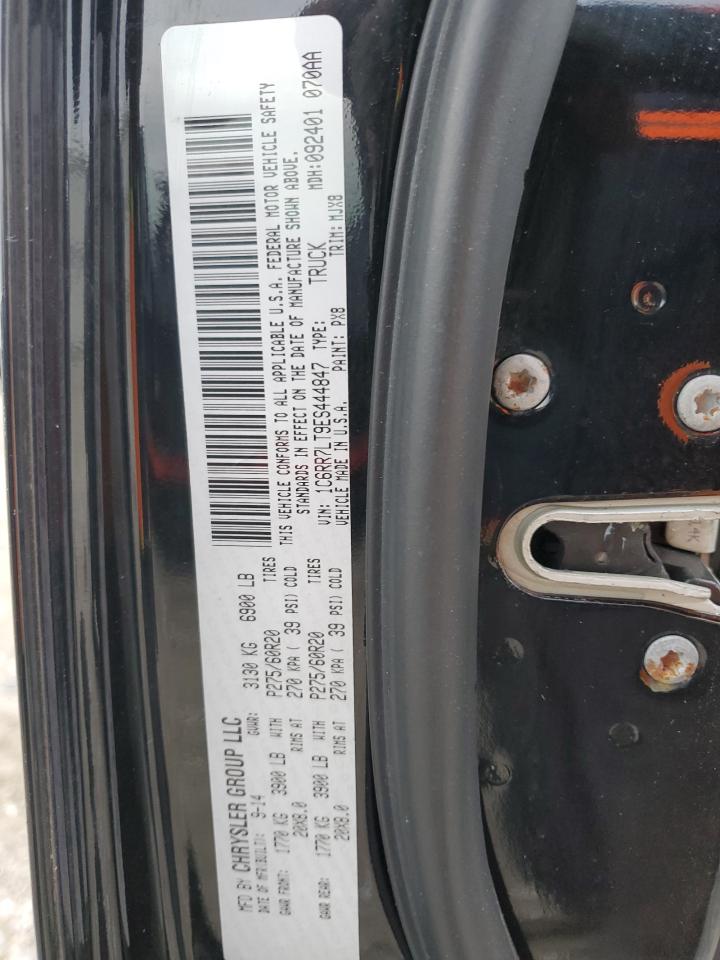 MFD BY CHRYSLER GROUP LLC
DATE OF MFR(BUILT): 9-14 GVWR: 3130 KG 6900 LB
GAWR FRONT: 1770 KG 3900 LB WITH P275/60R20 TIRES
20X8.0 RIMS AT 270 KPA ( 39 PSI) COLD
GAWR REAR: 1770 KG 3900 LB WITH P275/60R20 TIRES
20X8.0 RIMS AT 270 KPA ( 39 PSI) COLD
THIS VEHICLE CONFORMS TO ALL APPLICABLE U.S.A. FEDERAL MOTOR VEHICLE SAFETY
STANDARDS IN EFFECT ON THE DATE OF MANUFACTURE SHOWN ABOVE.
VIN: 1C6RR7LT9ES444847 TYPE: TRUCK MDH:092401 070AA
VEHICLE MADE IN U.S.A. PAINT: PX8 TRIM: MJX8